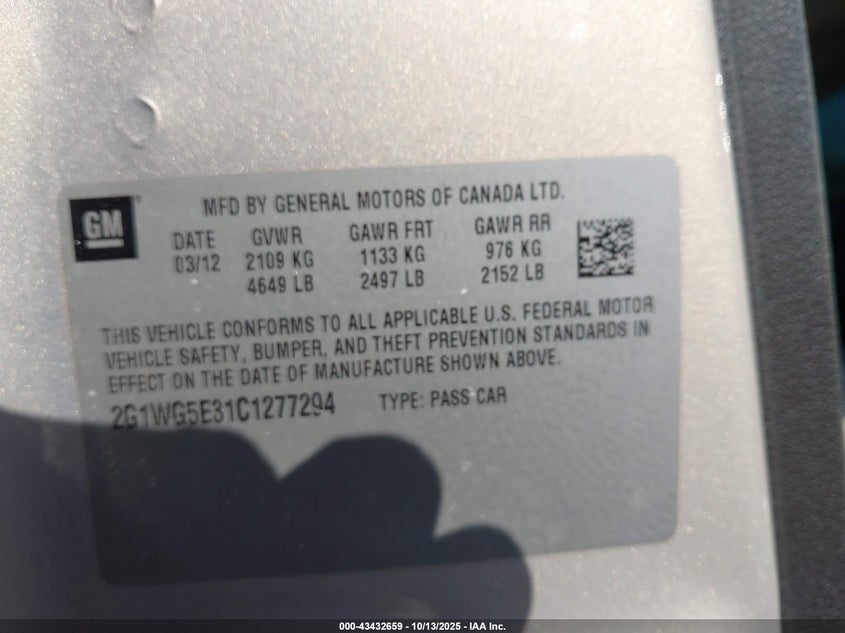 GM
MFD BY GENERAL MOTORS OF CANADA LTD.
DATE GVWR GAWR FRT GAWR RR
03/12 2109 KG 1133 KG 976 KG
4649 LB 2497 LB 2152 LB
THIS VEHICLE CONFORMS TO ALL APPLICABLE U.S. FEDERAL MOTOR
VEHICLE SAFETY, BUMPER, AND THEFT PREVENTION STANDARDS IN
EFFECT ON THE DATE OF MANUFACTURE SHOWN ABOVE.
2G1WG5E31C1277294 TYPE: PASS CAR
000-43432659 - 10/13/2025 - IAA Inc.